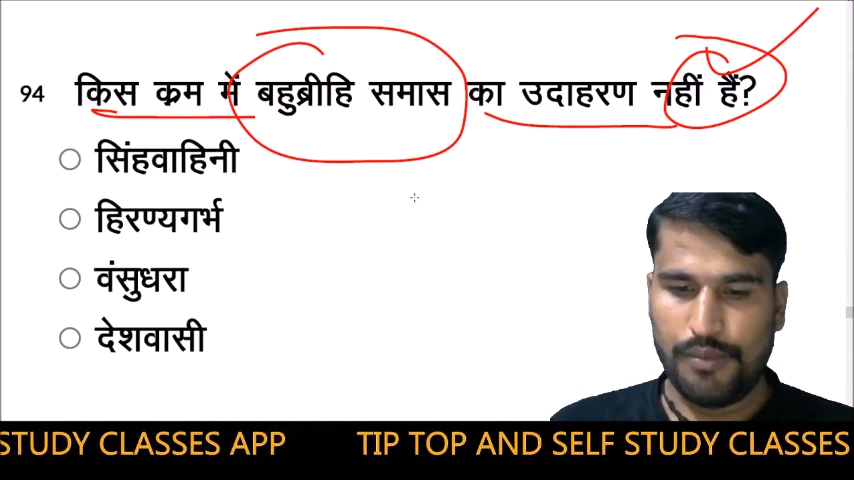 94 किस क्रम में बहुब्रीहि समास का उदाहरण नहीं हैं?
सिंहवाहिनी
हिरण्यगर्भ
वंसुधरा
देशवासी
STUDY CLASSES APP TIP TOP AND SELF STUDY CLASSES